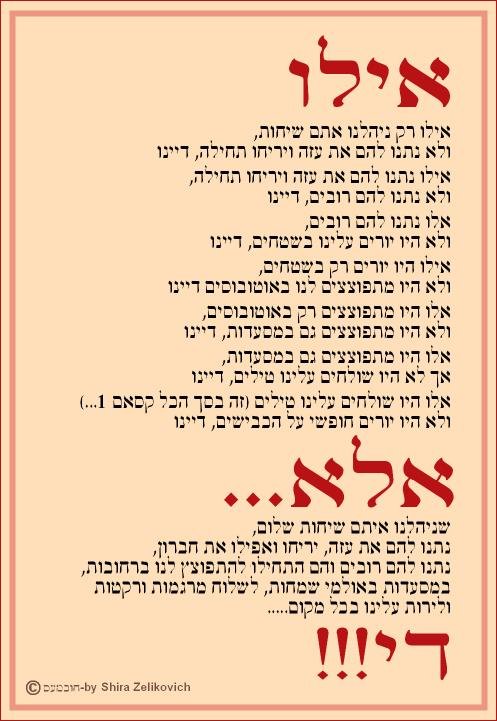 אילו
אילו רק ניהלנו אתם שיחות,
ולא נתנו להם את עזה ויריחו תחילה, דיינו
אילו נתנו להם את עזה ויריחו תחילה,
ולא נתנו להם רובים, דיינו
אלו נתנו להם רובים,
ולא היו יורים עלינו בשטחים, דיינו
אילו היו יורים רק בשטחים,
ולא היו מתפוצצים לנו באוטובוסים דיינו
אלו היו מתפוצצים רק באוטובוסים,
ולא היו מתפוצצים גם במסעדות, דיינו
אלו היו מתפוצצים גם במסעדות,
אך לא היו שולחים עלינו טילים, דיינו
אלו היו שולחים עלינו טילים (זה בסך הכל קסאם 1...)
ולא היו יורים חופשי על הכבישים, דיינו
אלא...
שניהלנו איתם שיחות שלום,
נתנו להם את עזה, יריחו ואפילו את חברון,
נתנו להם רובים והם התחילו להתפוצץ לנו ברחובות,
במסעדות באולמי שמחות, לשלוח מרגמות ורקטות
ולירות עלינו בכל מקום.....
די!!!
© חוכמעס-by Shira Zelikovich